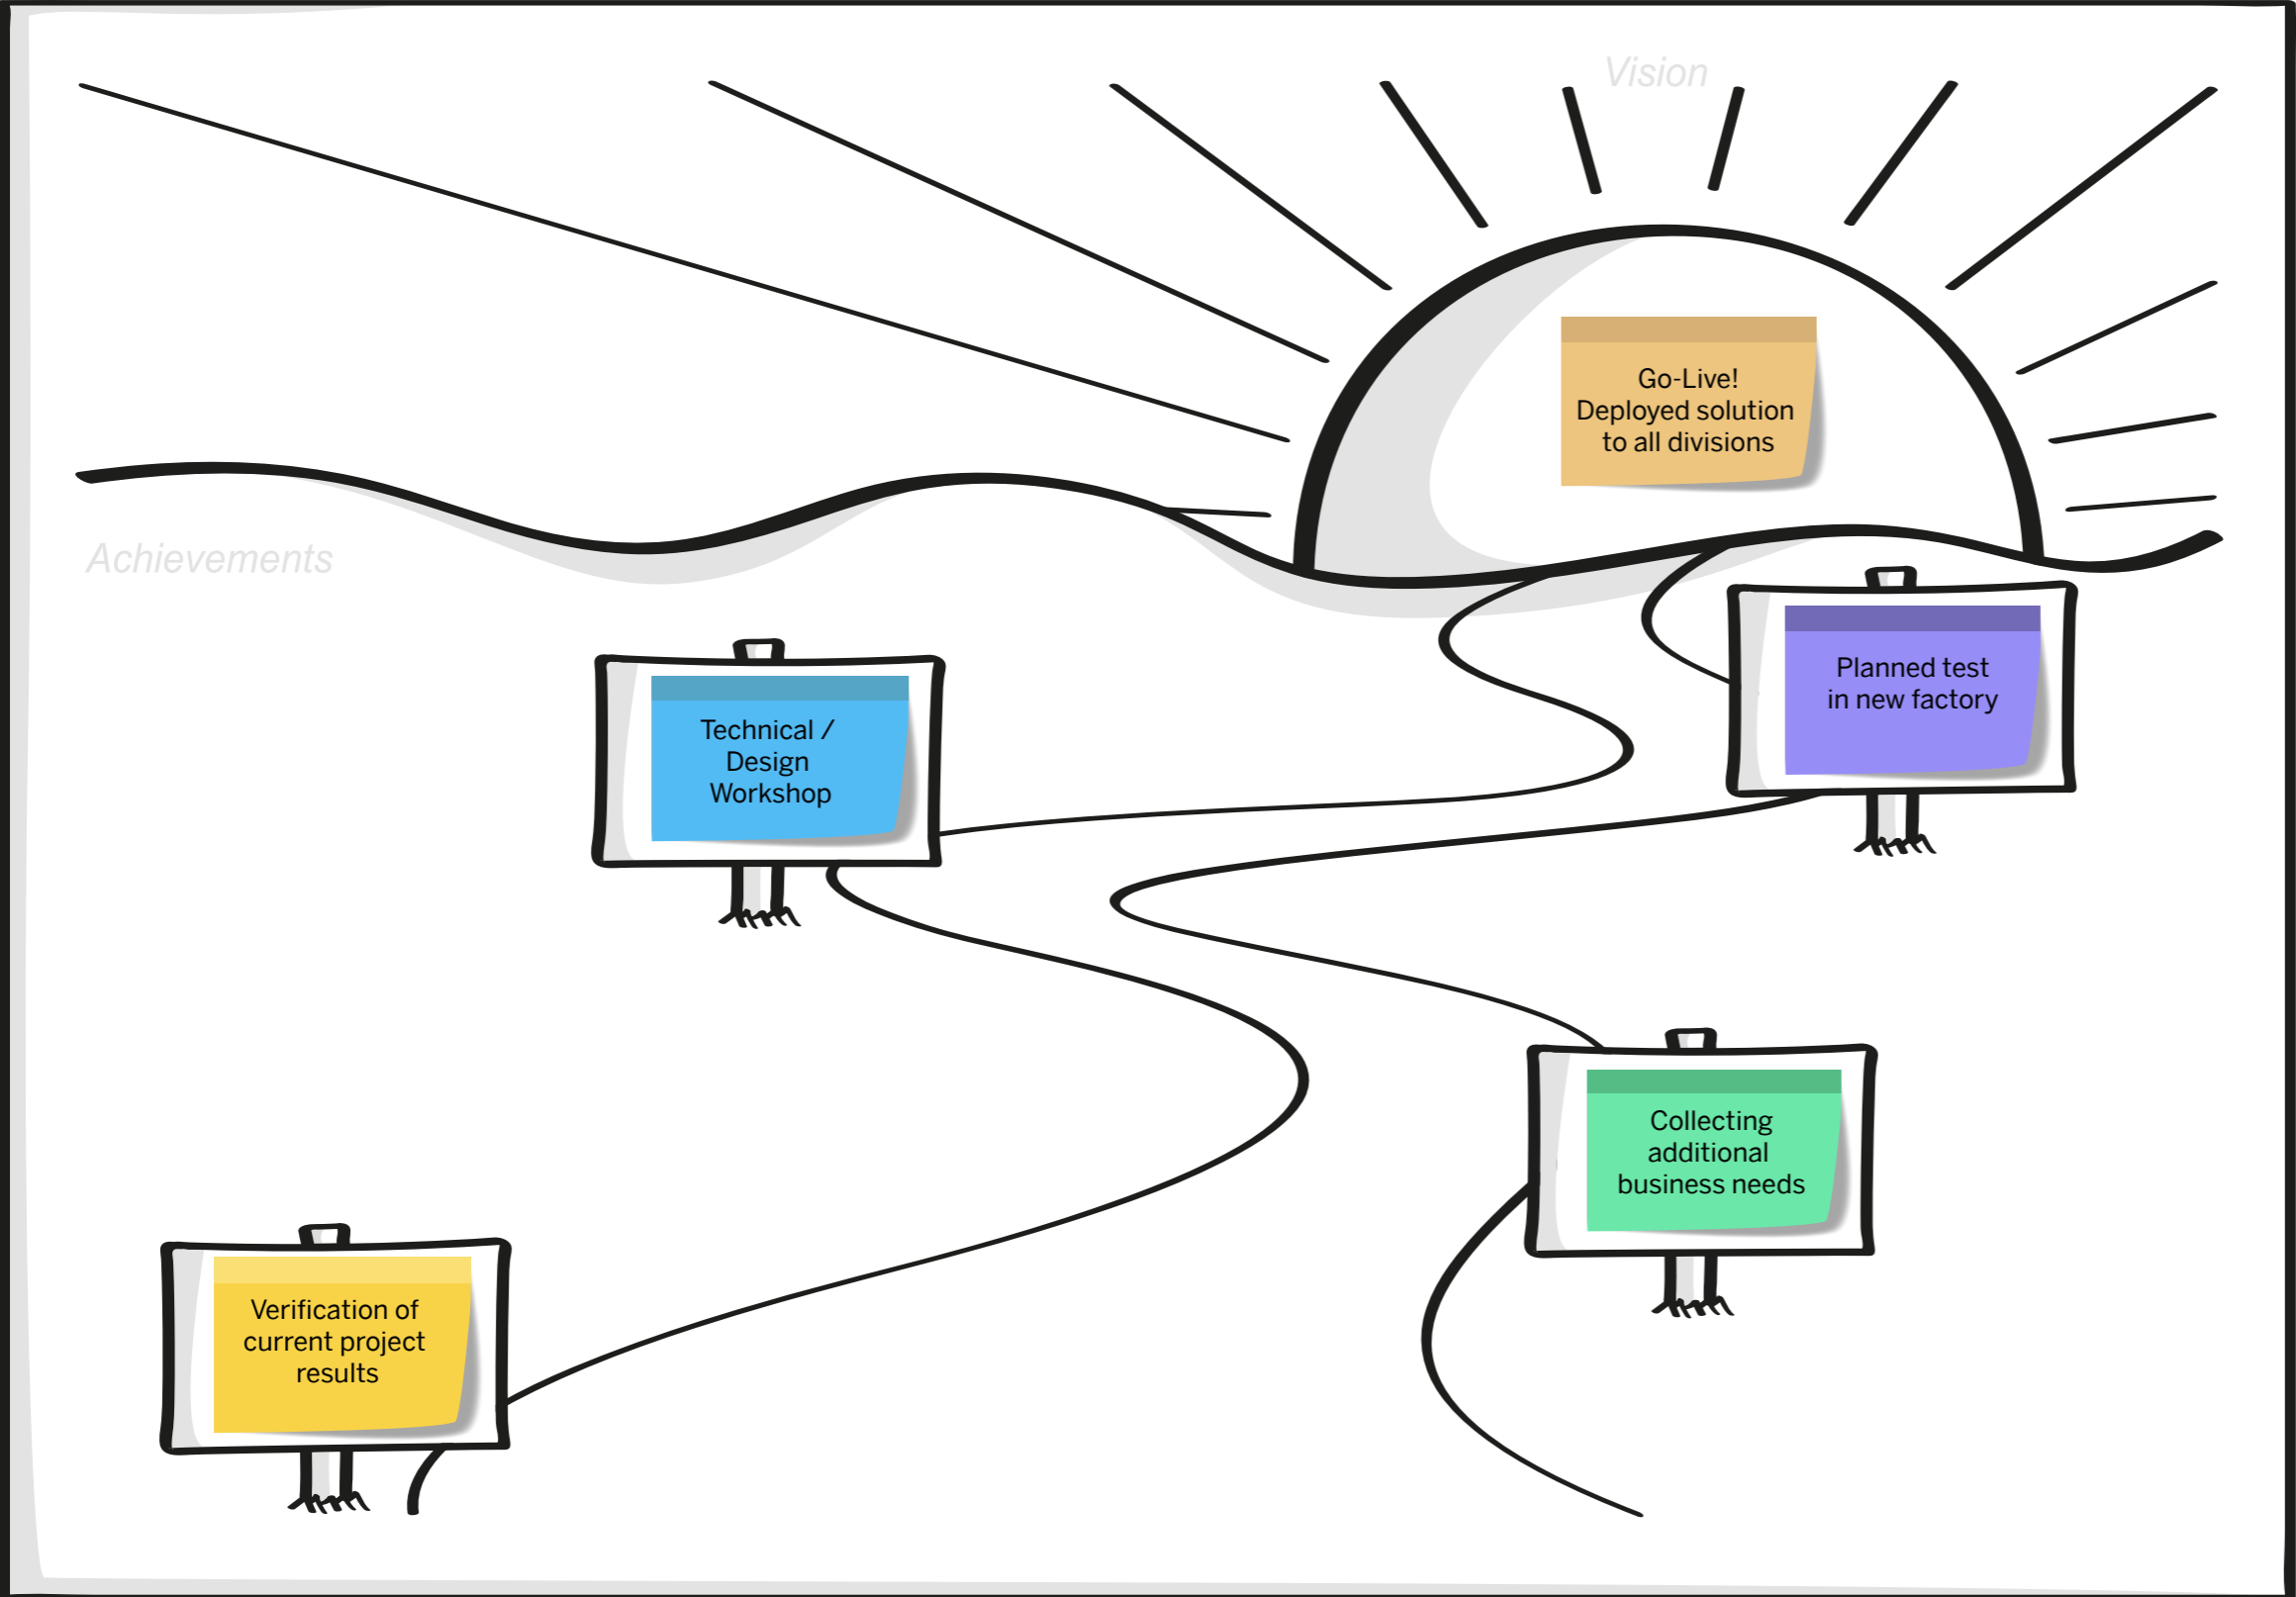 Vision
Go-Live!
Deployed solution
to all divisions
Achievements
Technical /
Design
Workshop
Planned test
in new factory
Collecting
additional
business needs
Verification of
current project
results